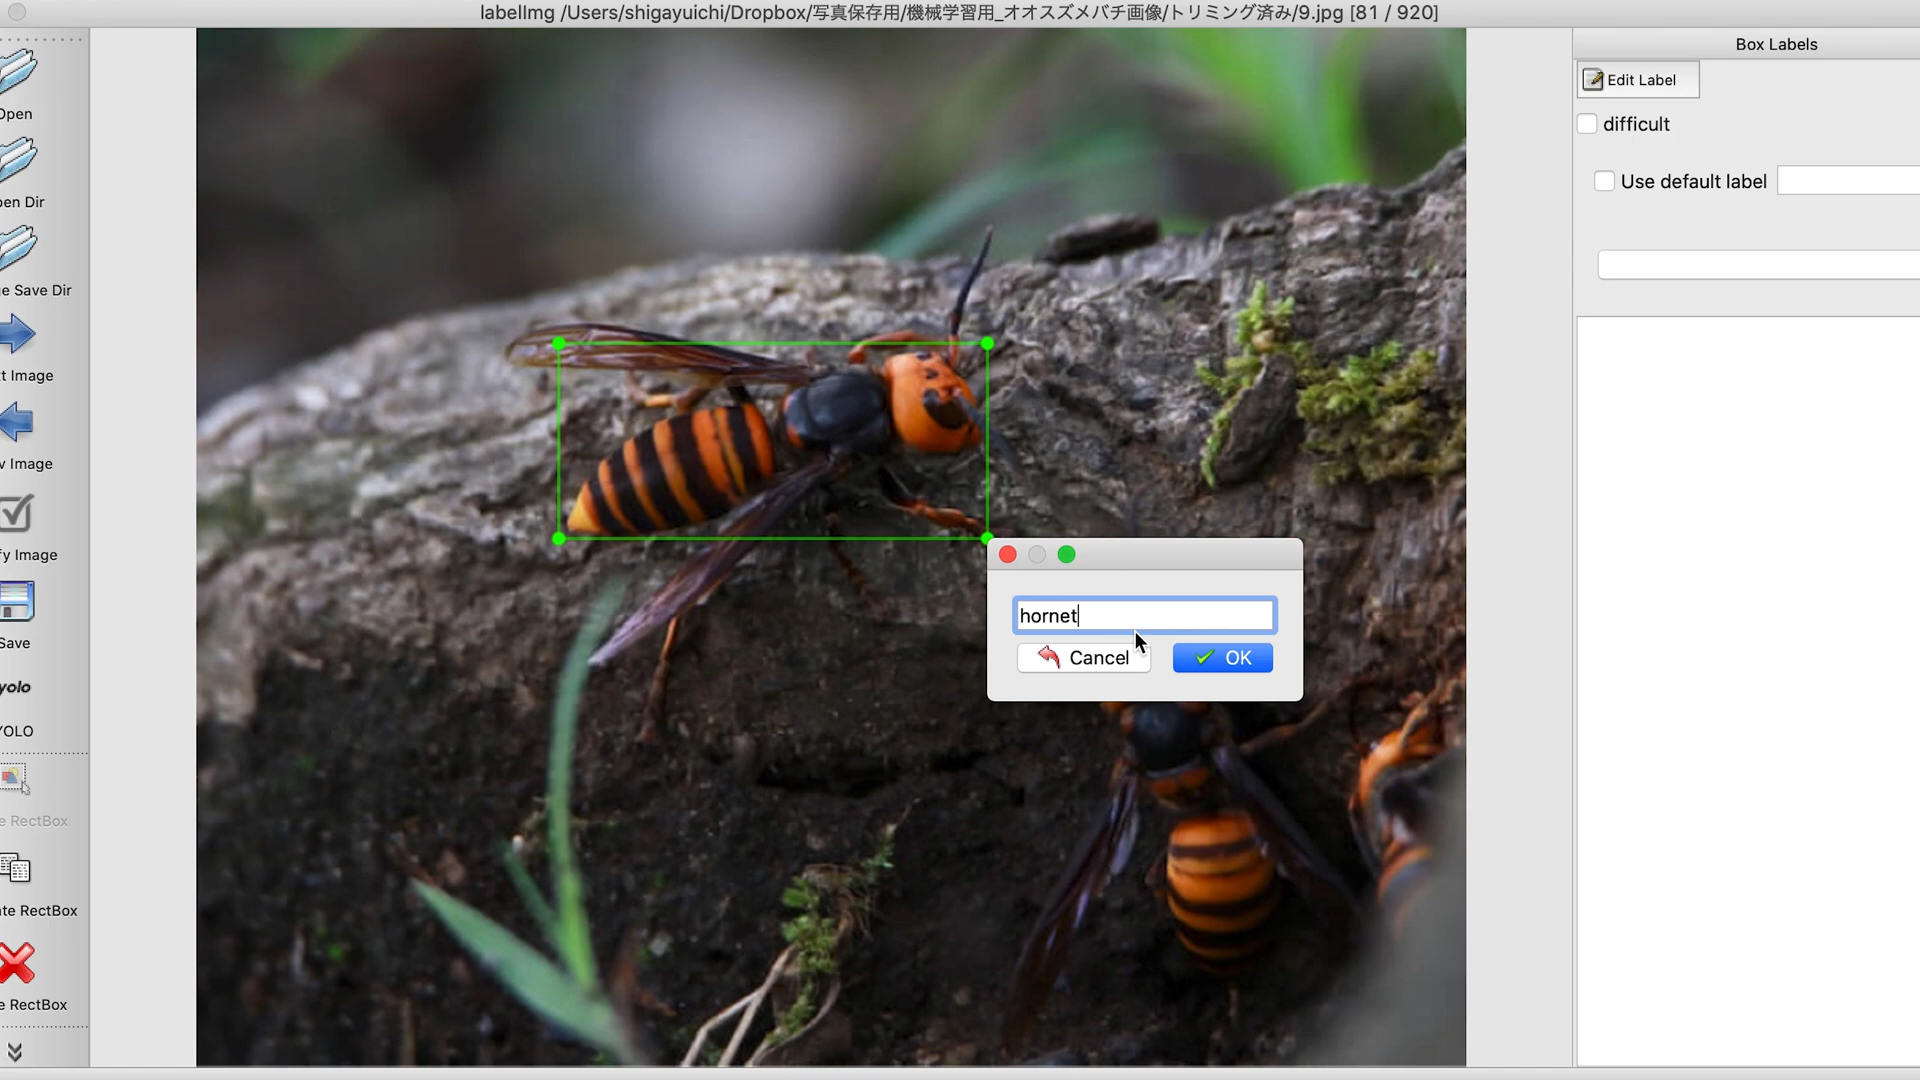 labelImg /Users/shigayuichi/Dropbox/写真保存用/機械学習用_オオスズメバチ画像/トリミング済み/9.jpg [81 / 920]
Open
en Dir
e Save Dir
t Image
v Image
fy Image
Save
yolo
YOLO
e RectBox
te RectBox
e RectBox
Box Labels
Edit Label
difficult
Use default label
hornet
Cancel
OK